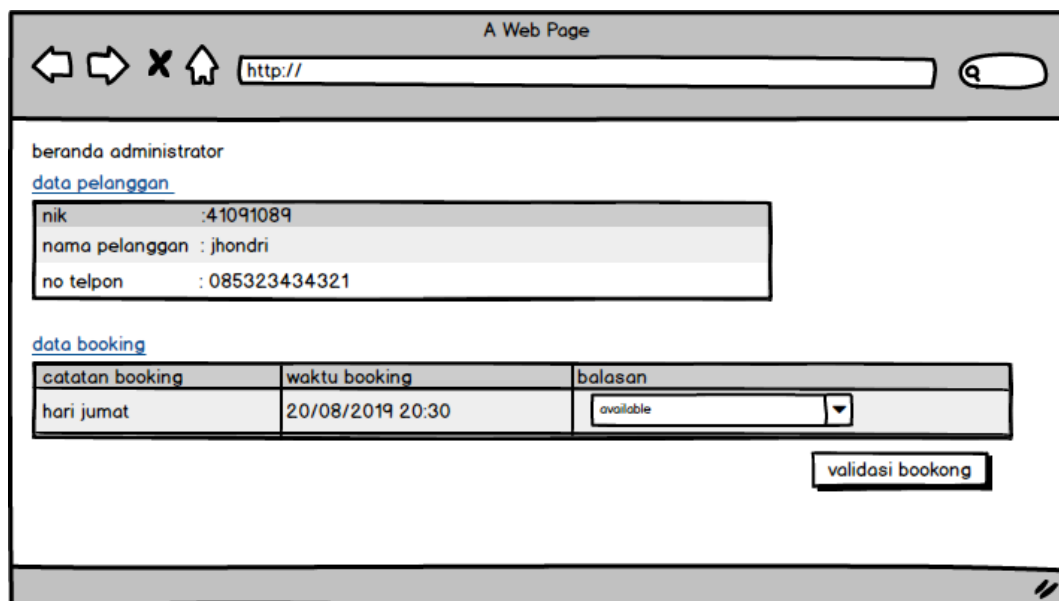 A Web Page
http://
beranda administrator
data pelanggan
nik :41091089
nama pelanggan : jhondri
no telpon : 085323434321
data booking
catatan booking waktu booking balasan
hari jumat 20/08/2019 20:30 available
validasi bookong